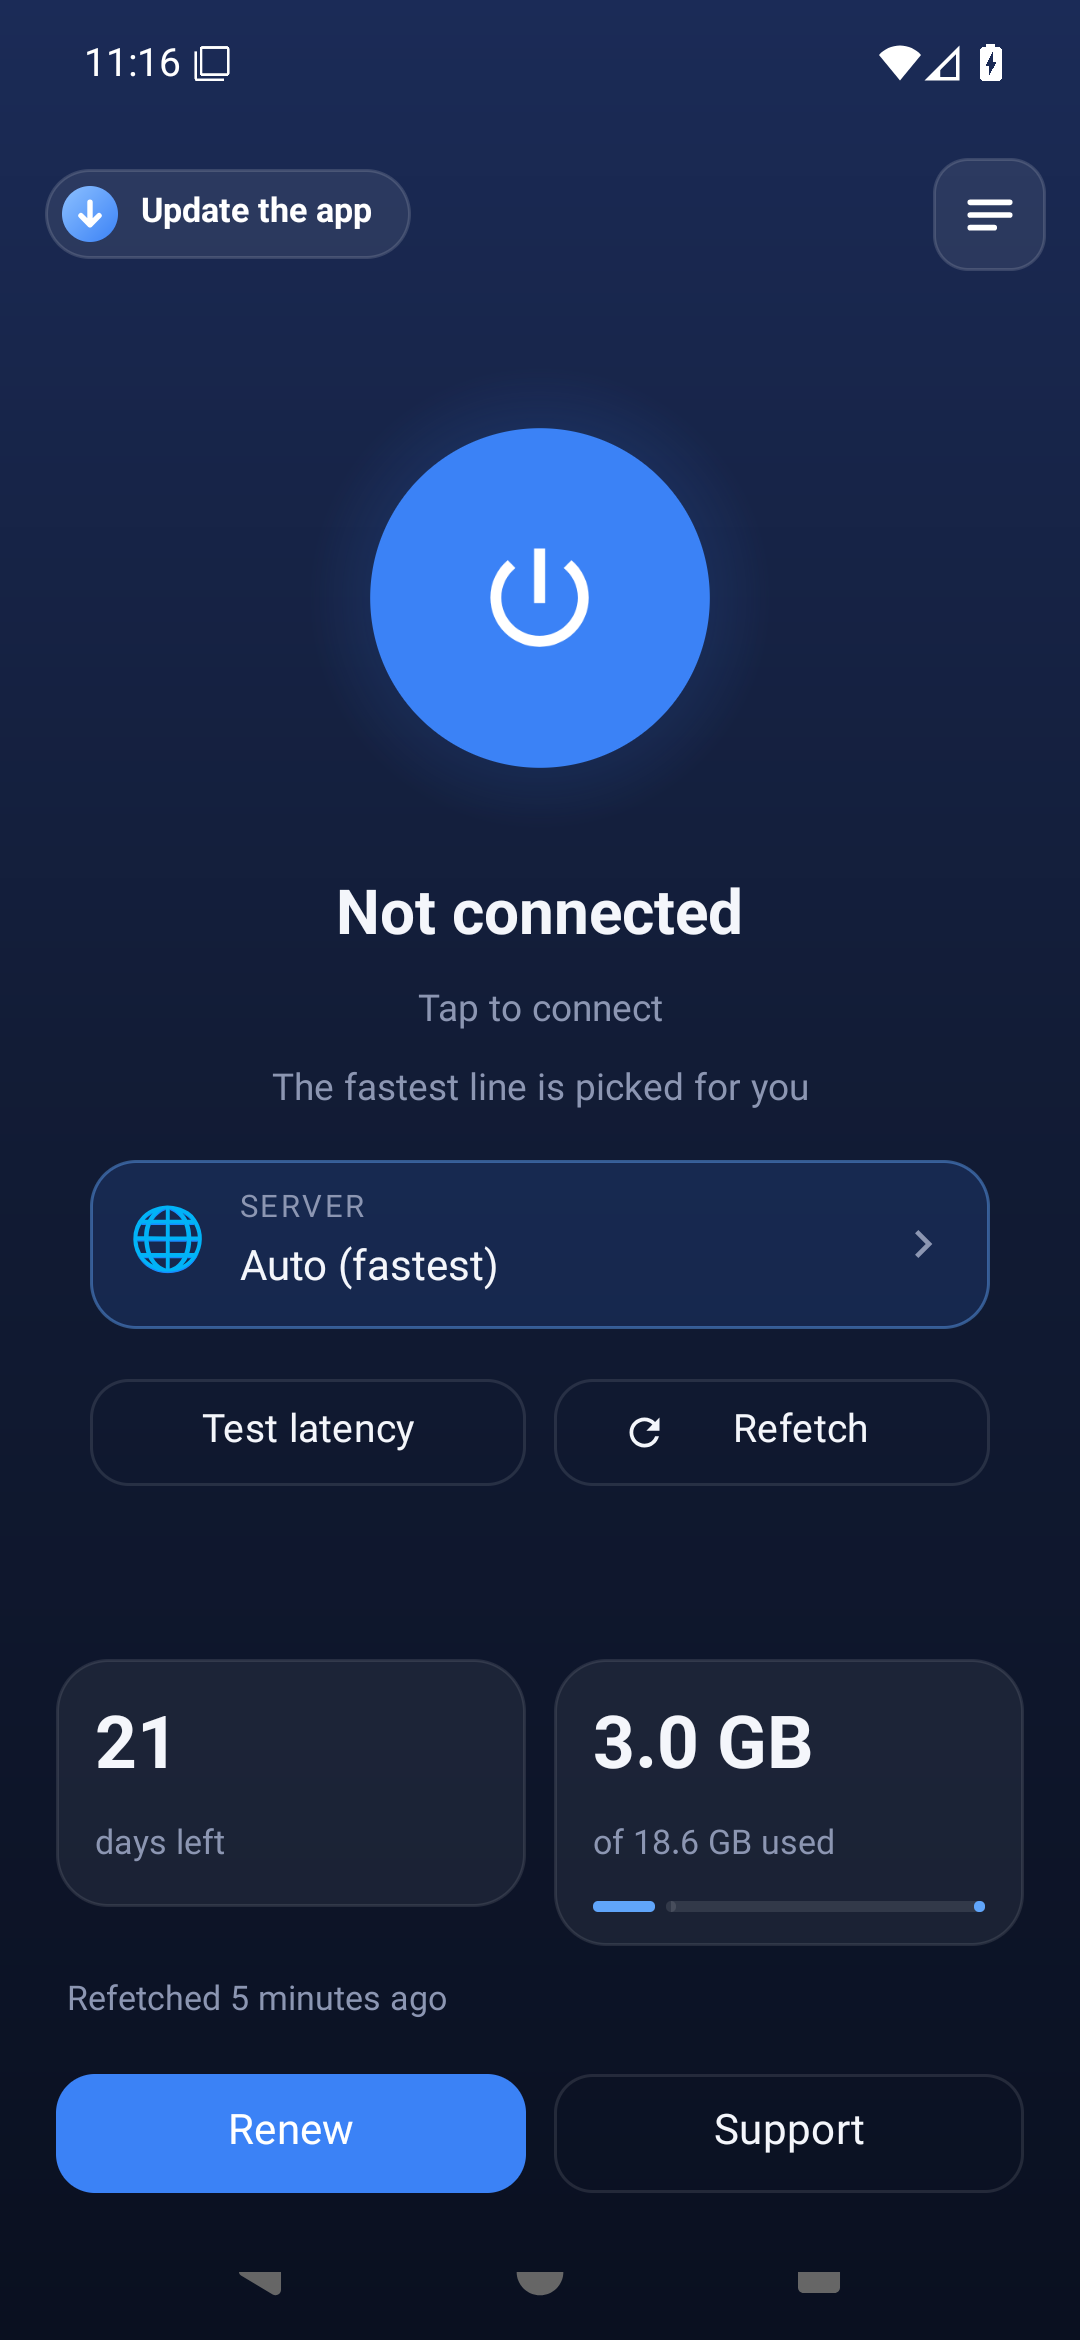 11:16
Update the app
Not connected
Tap to connect
The fastest line is picked for you
SERVER
Auto (fastest)
Test latency
Refetch
21
days left
3.0 GB
of 18.6 GB used
Refetched 5 minutes ago
Renew
Support